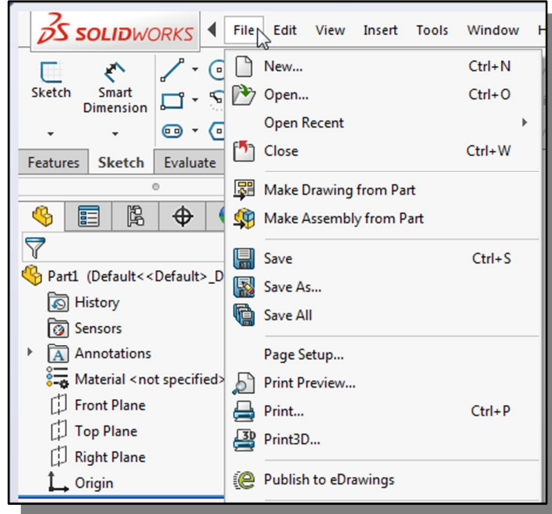 SOLIDWORKS File Edit View Insert Tools Window H
Sketch Smart Dimension
Features Sketch Evaluate
Part1 (Default<<Default>_D
History
Sensors
Annotations
Material <not specified>
Front Plane
Top Plane
Right Plane
Origin
New... Ctrl+N
Open... Ctrl+O
Open Recent
Close Ctrl+W
Make Drawing from Part
Make Assembly from Part
Save Ctrl+S
Save As...
Save All
Page Setup...
Print Preview...
Print... Ctrl+P
Print3D...
Publish to eDrawings